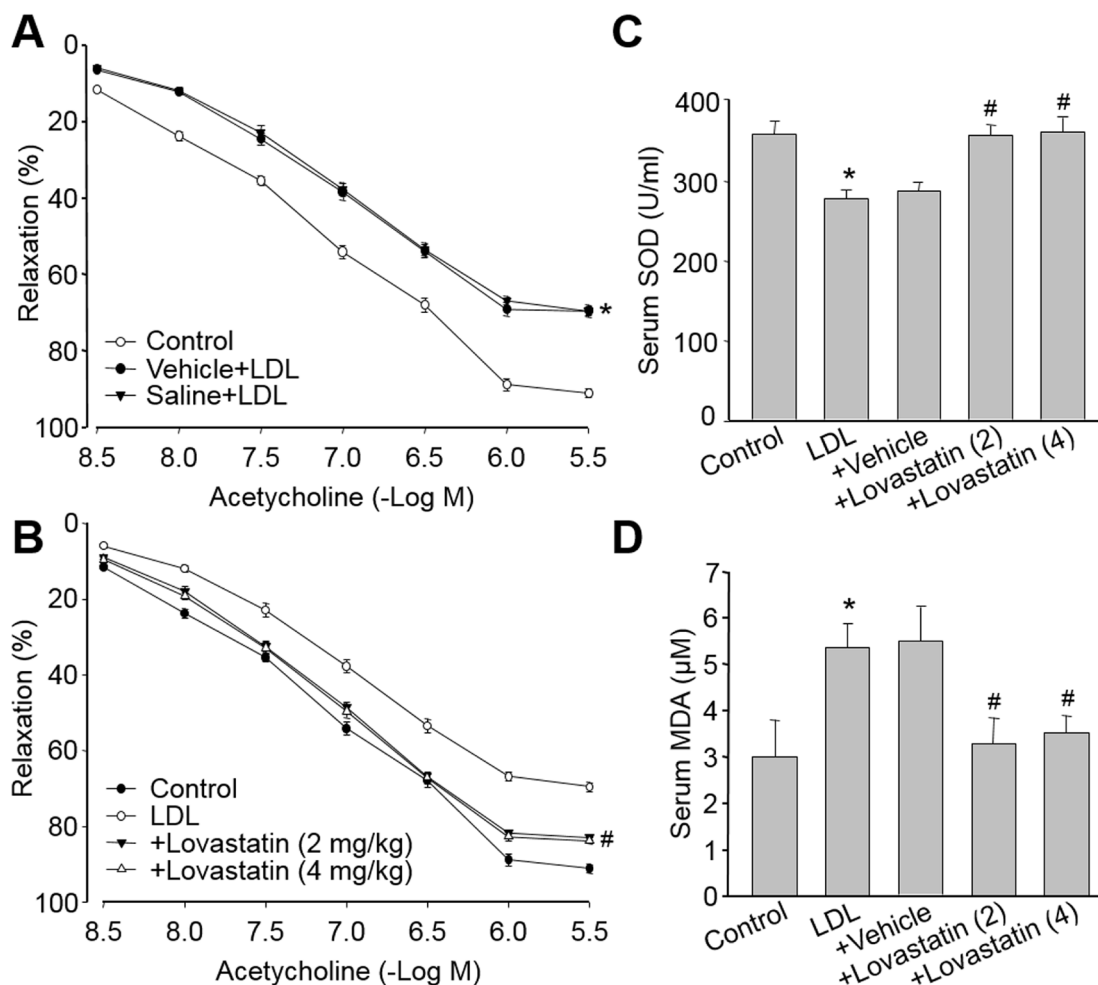 A
0
20
40
60
80
100
Relaxation (%)
Control
Vehicle+LDL
Saline+LDL
*
8.5
8.0
7.5
7.0
6.5
6.0
5.5
Acetycholine (-Log M)
B
0
20
40
60
80
100
Relaxation (%)
Control
LDL
+Lovastatin (2 mg/kg)
+Lovastatin (4 mg/kg)
#
8.5
8.0
7.5
7.0
6.5
6.0
5.5
Acetycholine (-Log M)
C
400
300
360
100
0
Serum SOD (U/ml)
*
#
#
Control
LDL
+Vehicle
+Lovastatin (2)
+Lovastatin (4)
D
7
6
5
4
3
2
1
0
Serum MDA (µM)
*
#
#
Control
LDL
+Vehicle
+Lovastatin (2)
+Lovastatin (4)